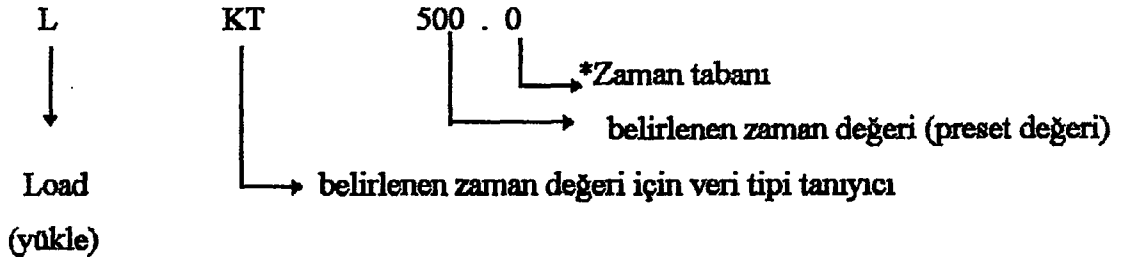 L KT 500 . 0
*Zaman tabanı
belirlenen zaman değeri (preset değeri)
Load belirlenen zaman değeri için veri tipi tanıyıcı
(yükle)